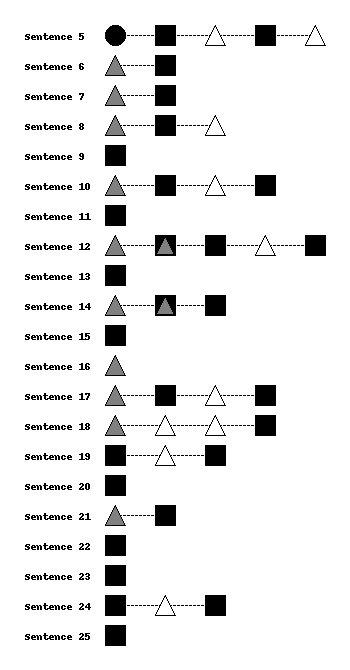 Sentence 5
Sentence 6
Sentence 7
Sentence 8
Sentence 9
Sentence 10
Sentence 11
Sentence 12
Sentence 13
Sentence 14
Sentence 15
Sentence 16
Sentence 17
Sentence 18
Sentence 19
Sentence 20
Sentence 21
Sentence 22
Sentence 23
Sentence 24
Sentence 25